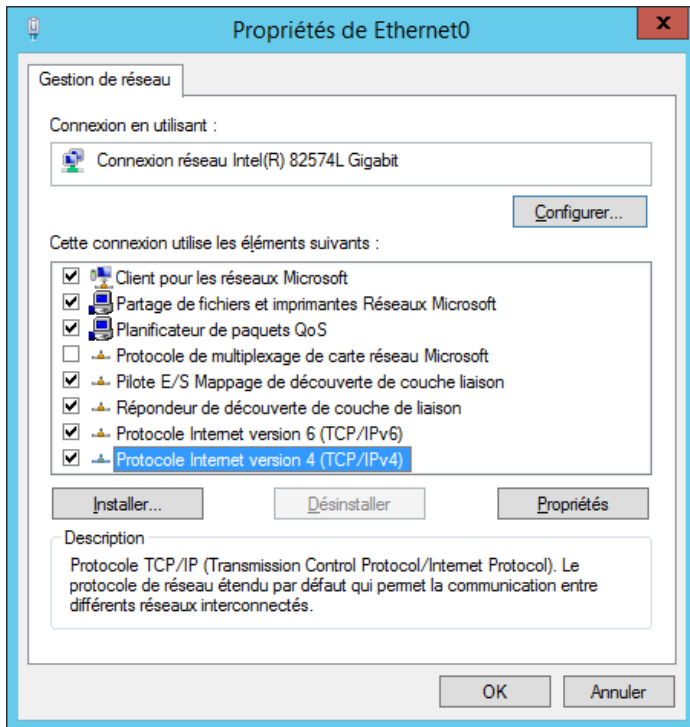 Propriétés de Ethernet0
x
Gestion de réseau
Connexion en utilisant :
Connexion réseau Intel(R) 82574L Gigabit
Configurer...
Cette connexion utilise les éléments suivants :
Client pour les réseaux Microsoft
Partage de fichiers et imprimantes Réseaux Microsoft
Planificateur de paquets QoS
Protocole de multiplexage de carte réseau Microsoft
Pilote E/S Mappage de découverte de couche liaison
Répondeur de découverte de couche de liaison
Protocole Internet version 6 (TCP/IPv6)
Protocole Internet version 4 (TCP/IPv4)
Installer...
Désinstaller
Propriétés
Description
Protocole TCP/IP (Transmission Control Protocol/Internet Protocol). Le
protocole de réseau étendu par défaut qui permet la communication entre
différents réseaux interconnectés.
OK
Annuler